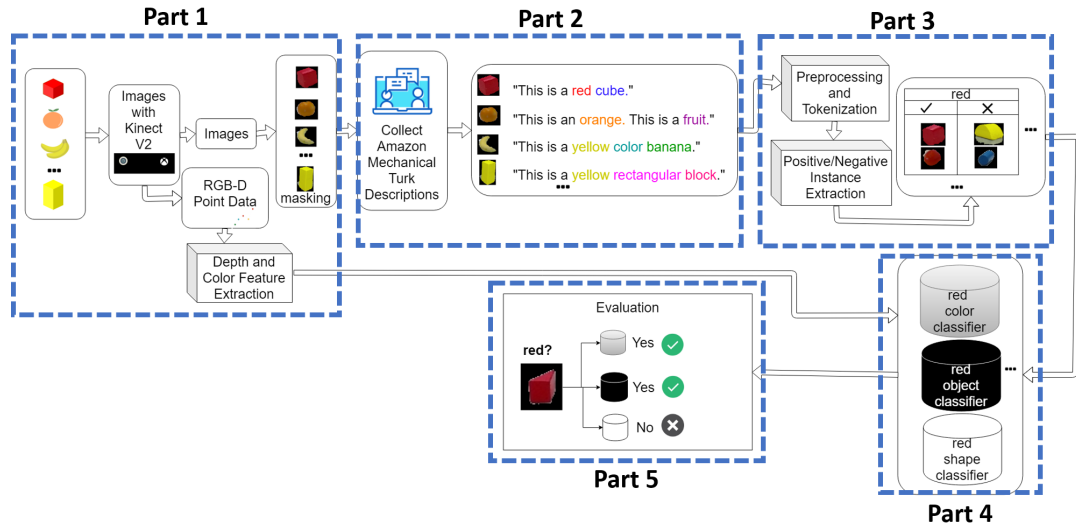 Part 1
Part 2
Part 3
Images
with
Kinect
V2
Images
masking
RGB-D
Point Data
Depth and
Color Feature
Extraction
Collect
Amazon
Mechanical
Turk
Descriptions
"This is a red cube."
"This is an orange. This is a fruit."
"This is a yellow color banana."
"This is a yellow rectangular block."
Preprocessing
and
Tokenization
Positive/Negative
Instance
Extraction
red
red
color
classifier
red
object
classifier
red
shape
classifier
Part 4
Evaluation
red?
Yes
Yes
No
Part 5